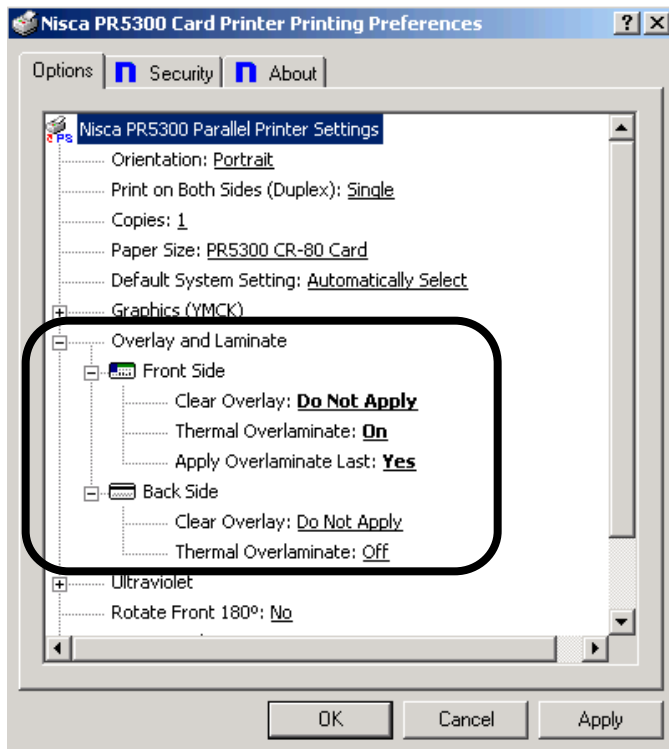 Nisca PR5300 Card Printer Printing Preferences
Options Security About
Nisca PR5300 Parallel Printer Settings
Orientation: Portrait
Print on Both Sides (Duplex): Single
Copies: 1
Paper Size: PR5300 CR-80 Card
Default System Setting: Automatically Select
Graphics (YMCK)
Overlay and Laminate
Front Side
Clear Overlay: Do Not Apply
Thermal Overlaminate: On
Apply Overlaminate Last: Yes
Back Side
Clear Overlay: Do Not Apply
Thermal Overlaminate: Off
Ultraviolet
Rotate Front 180º: No
OK Cancel Apply